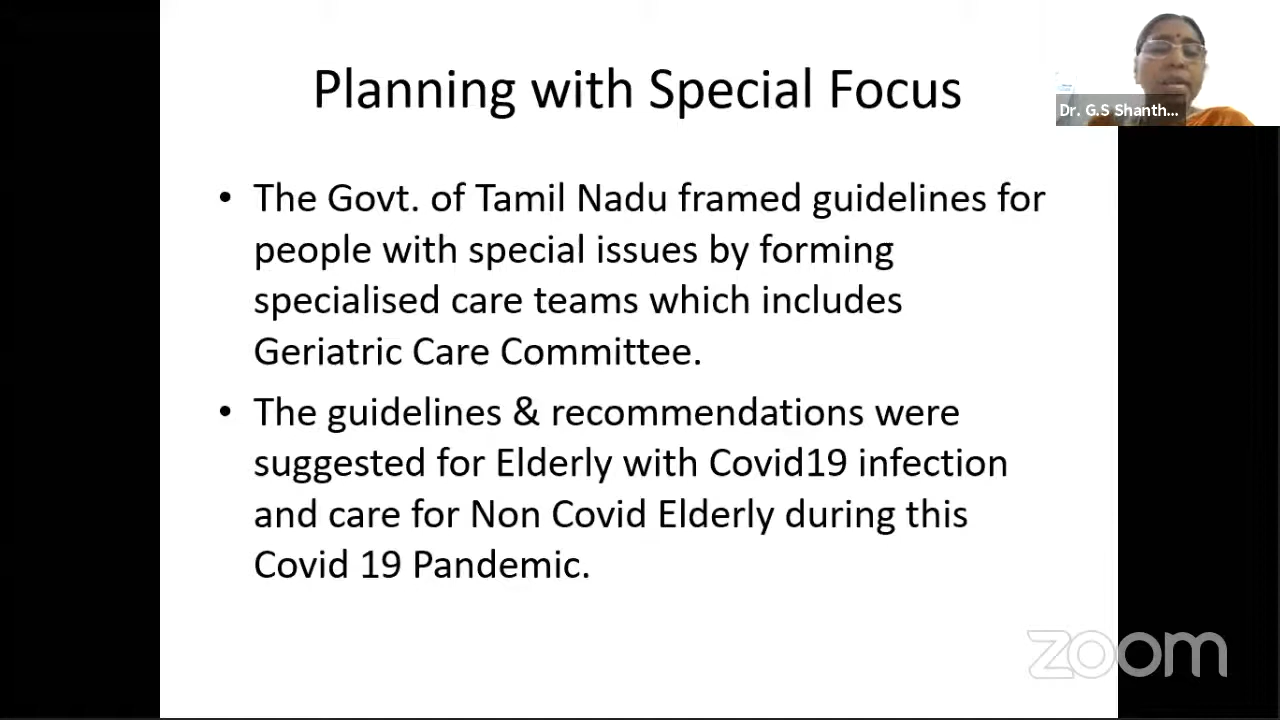 Planning with Special Focus
Dr. G.S Shanth...
• The Govt. of Tamil Nadu framed guidelines for
people with special issues by forming
specialised care teams which includes
Geriatric Care Committee.
• The guidelines & recommendations were
suggested for Elderly with Covid19 infection
and care for Non Covid Elderly during this
Covid 19 Pandemic.
zoom